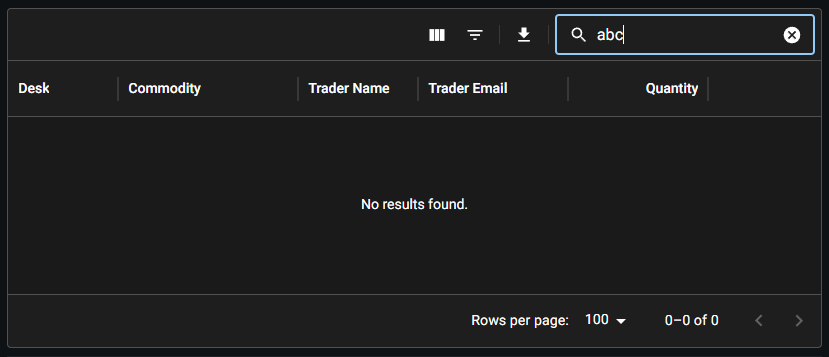 abc
Desk Commodity Trader Name Trader Email Quantity
No results found.
Rows per page: 100 0–0 of 0